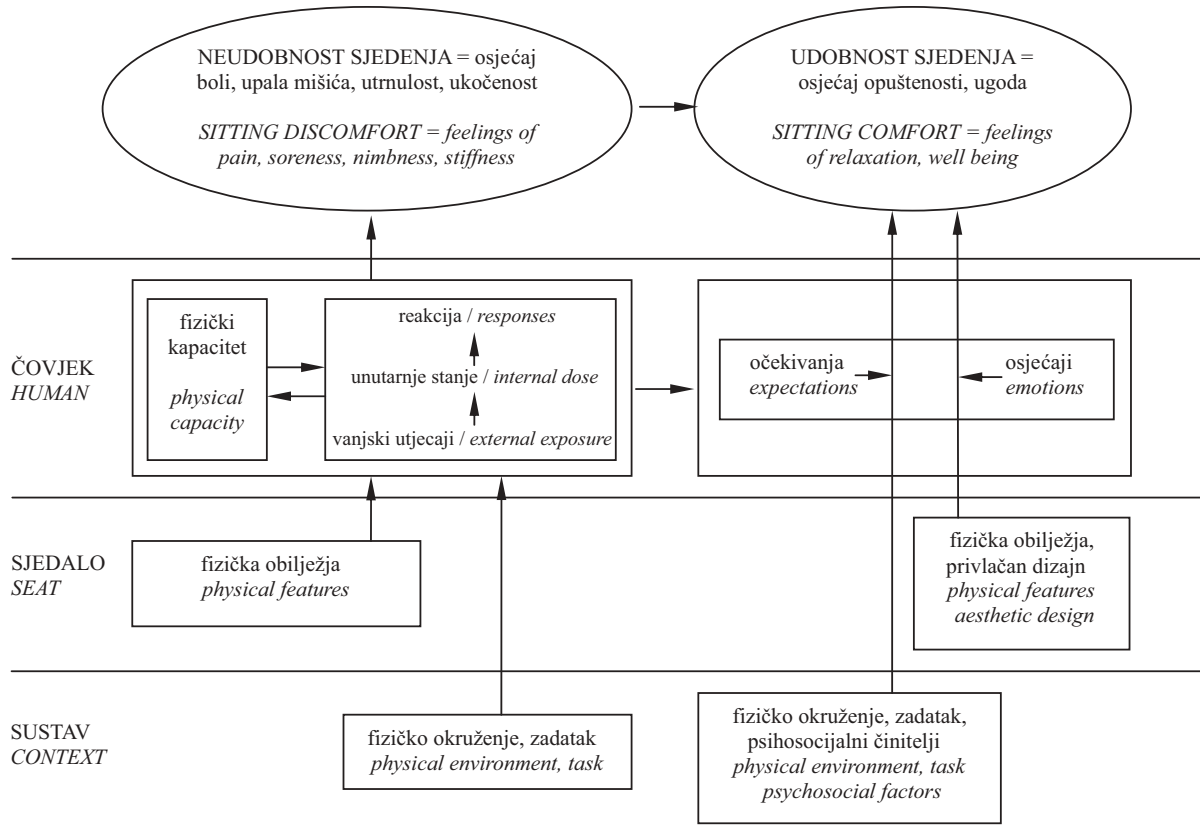 NEUDOBNOST SJEDENJA = osjećaj
boli, upala mišića, utrnulost, ukočenost
SITTING DISCOMFORT = feelings of
pain, soreness, nimbness, stiffness
UDOBNOST SJEDENJA =
osjećaj opuštenosti, ugoda
SITTING COMFORT = feelings
of relaxation, well being
ČOVJEK
HUMAN
fizički
kapacitet
physical
capacity
reakcija / responses
unutarnje stanje / internal dose
vanjski utjecaji / external exposure
očekivanja
expectations
osjećaji
emotions
SJEDALO
SEAT
fizička obilježja
physical features
fizička obilježja,
privlačan dizajn
physical features
aesthetic design
SUSTAV
CONTEXT
fizičko okruženje, zadatak
physical environment, task
fizičko okruženje, zadatak,
psihosocijalni činitelji
physical environment, task
psychosocial factors